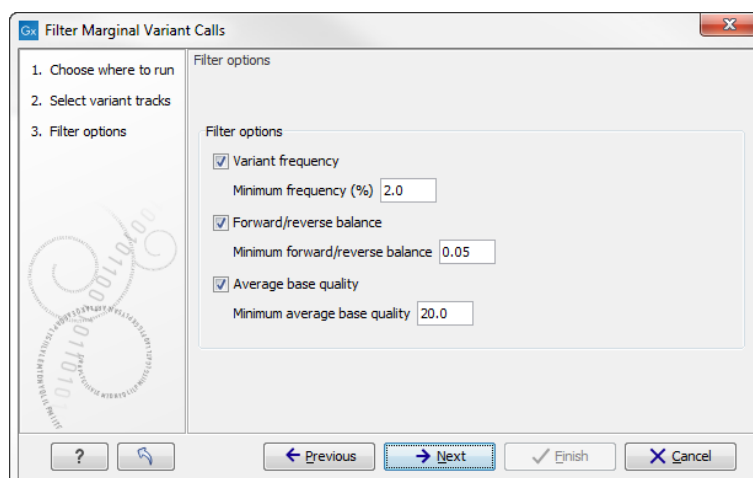 Gx Filter Marginal Variant Calls
1. Choose where to run
2. Select variant tracks
3. Filter options
Filter options
Filter options
Variant frequency
Minimum frequency (%) 2.0
Forward/reverse balance
Minimum forward/reverse balance 0.05
Average base quality
Minimum average base quality 20.0
? Previous Next Finish Cancel